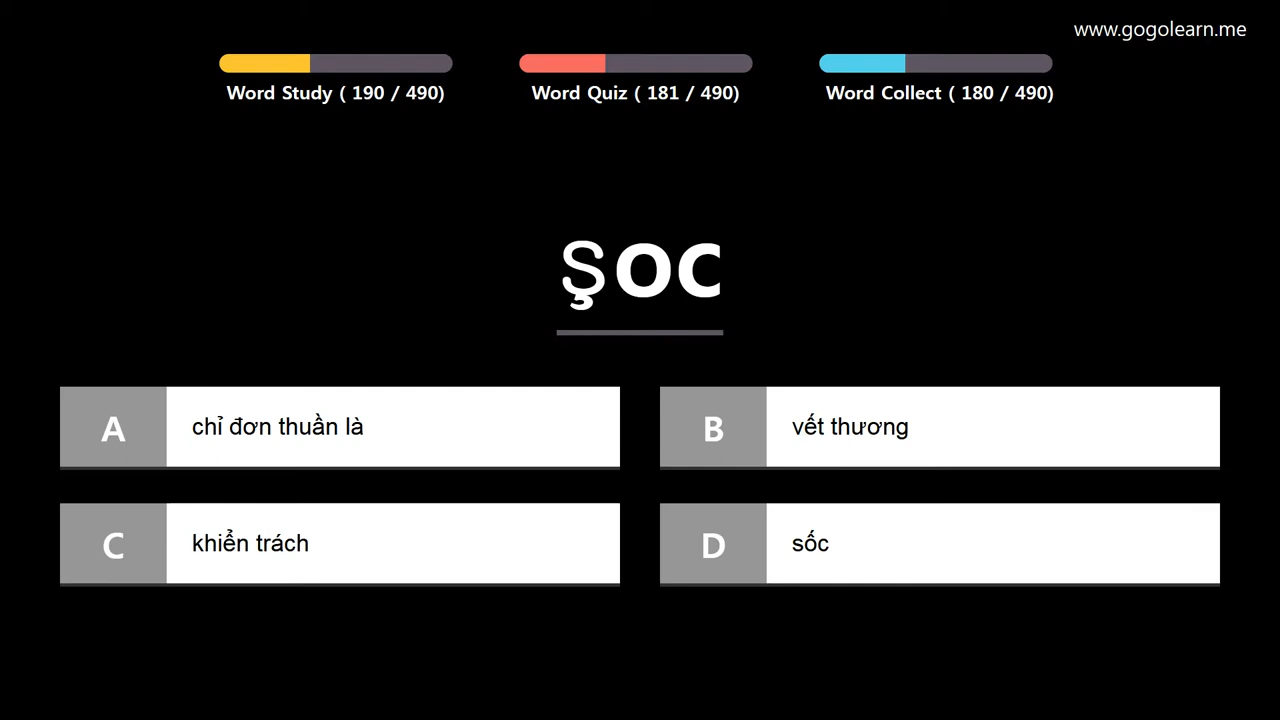 www.gogolearn.me
Word Study ( 190 / 490)
Word Quiz ( 181 / 490)
Word Collect ( 180 / 490)
şoc
A chỉ đơn thuần là
B vết thương
C khiển trách
D sốc